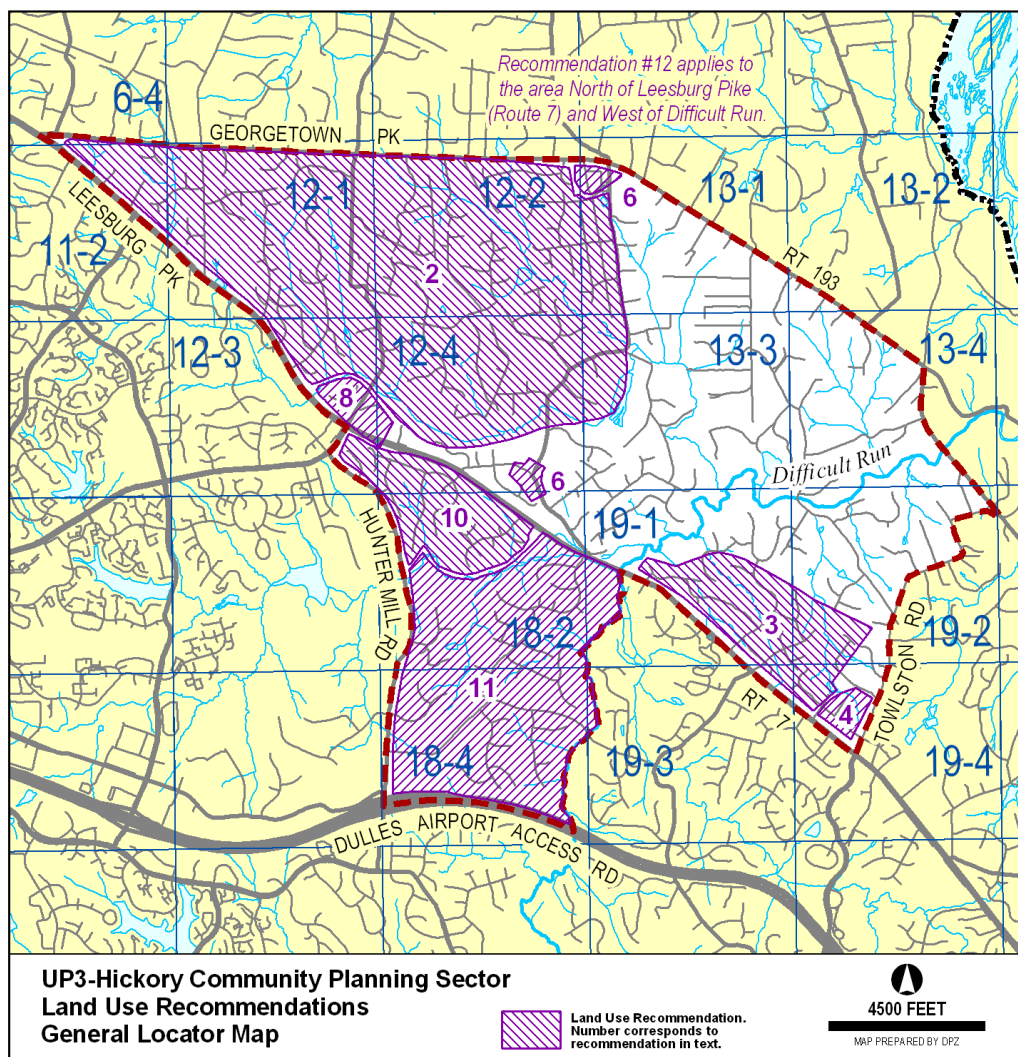 Recommendation #12 applies to
the area North of Leesburg Pike
(Route 7) and West of Difficult Run.
6-4
GEORGETOWN PK
12-1
12-2
6
13-1
13-2
LEESBURG PK
11-2
2
RT 193
12-3
12-4
13-3
13-4
8
Difficult Run
6
10
19-1
HUNTER MILL RD
18-2
3
19-2
TOWLSTON RD
11
RT 7
4
18-4
19-3
19-4
DULLES AIRPORT ACCESS RD
UP3-Hickory Community Planning Sector
Land Use Recommendations
General Locator Map
Land Use Recommendation.
Number corresponds to
recommendation in text.
4500 FEET
MAP PREPARED BY DPZ